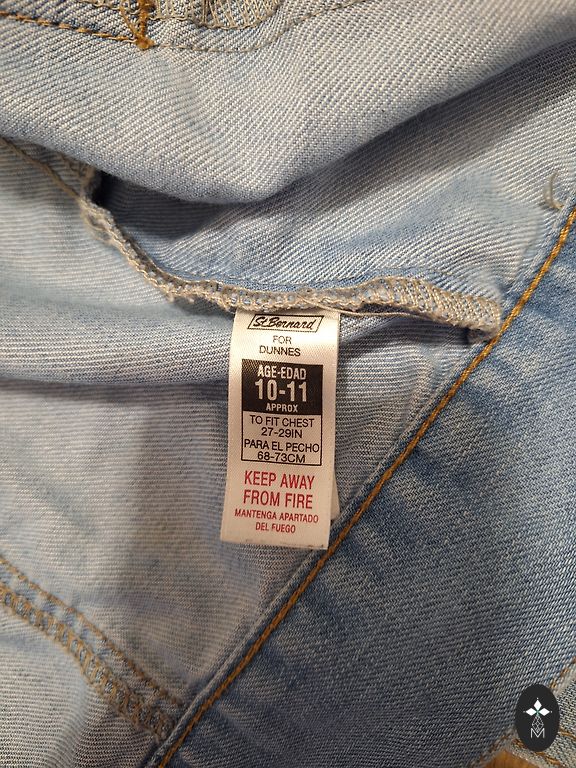 St. Bernard
FOR
DUNNES
AGE-EDAD
10-11
APPROX
TO FIT CHEST
27-29IN
PARA EL PECHO
68-73CM
KEEP AWAY
FROM FIRE
MANTENGA APARTADO
DEL FUEGO
M